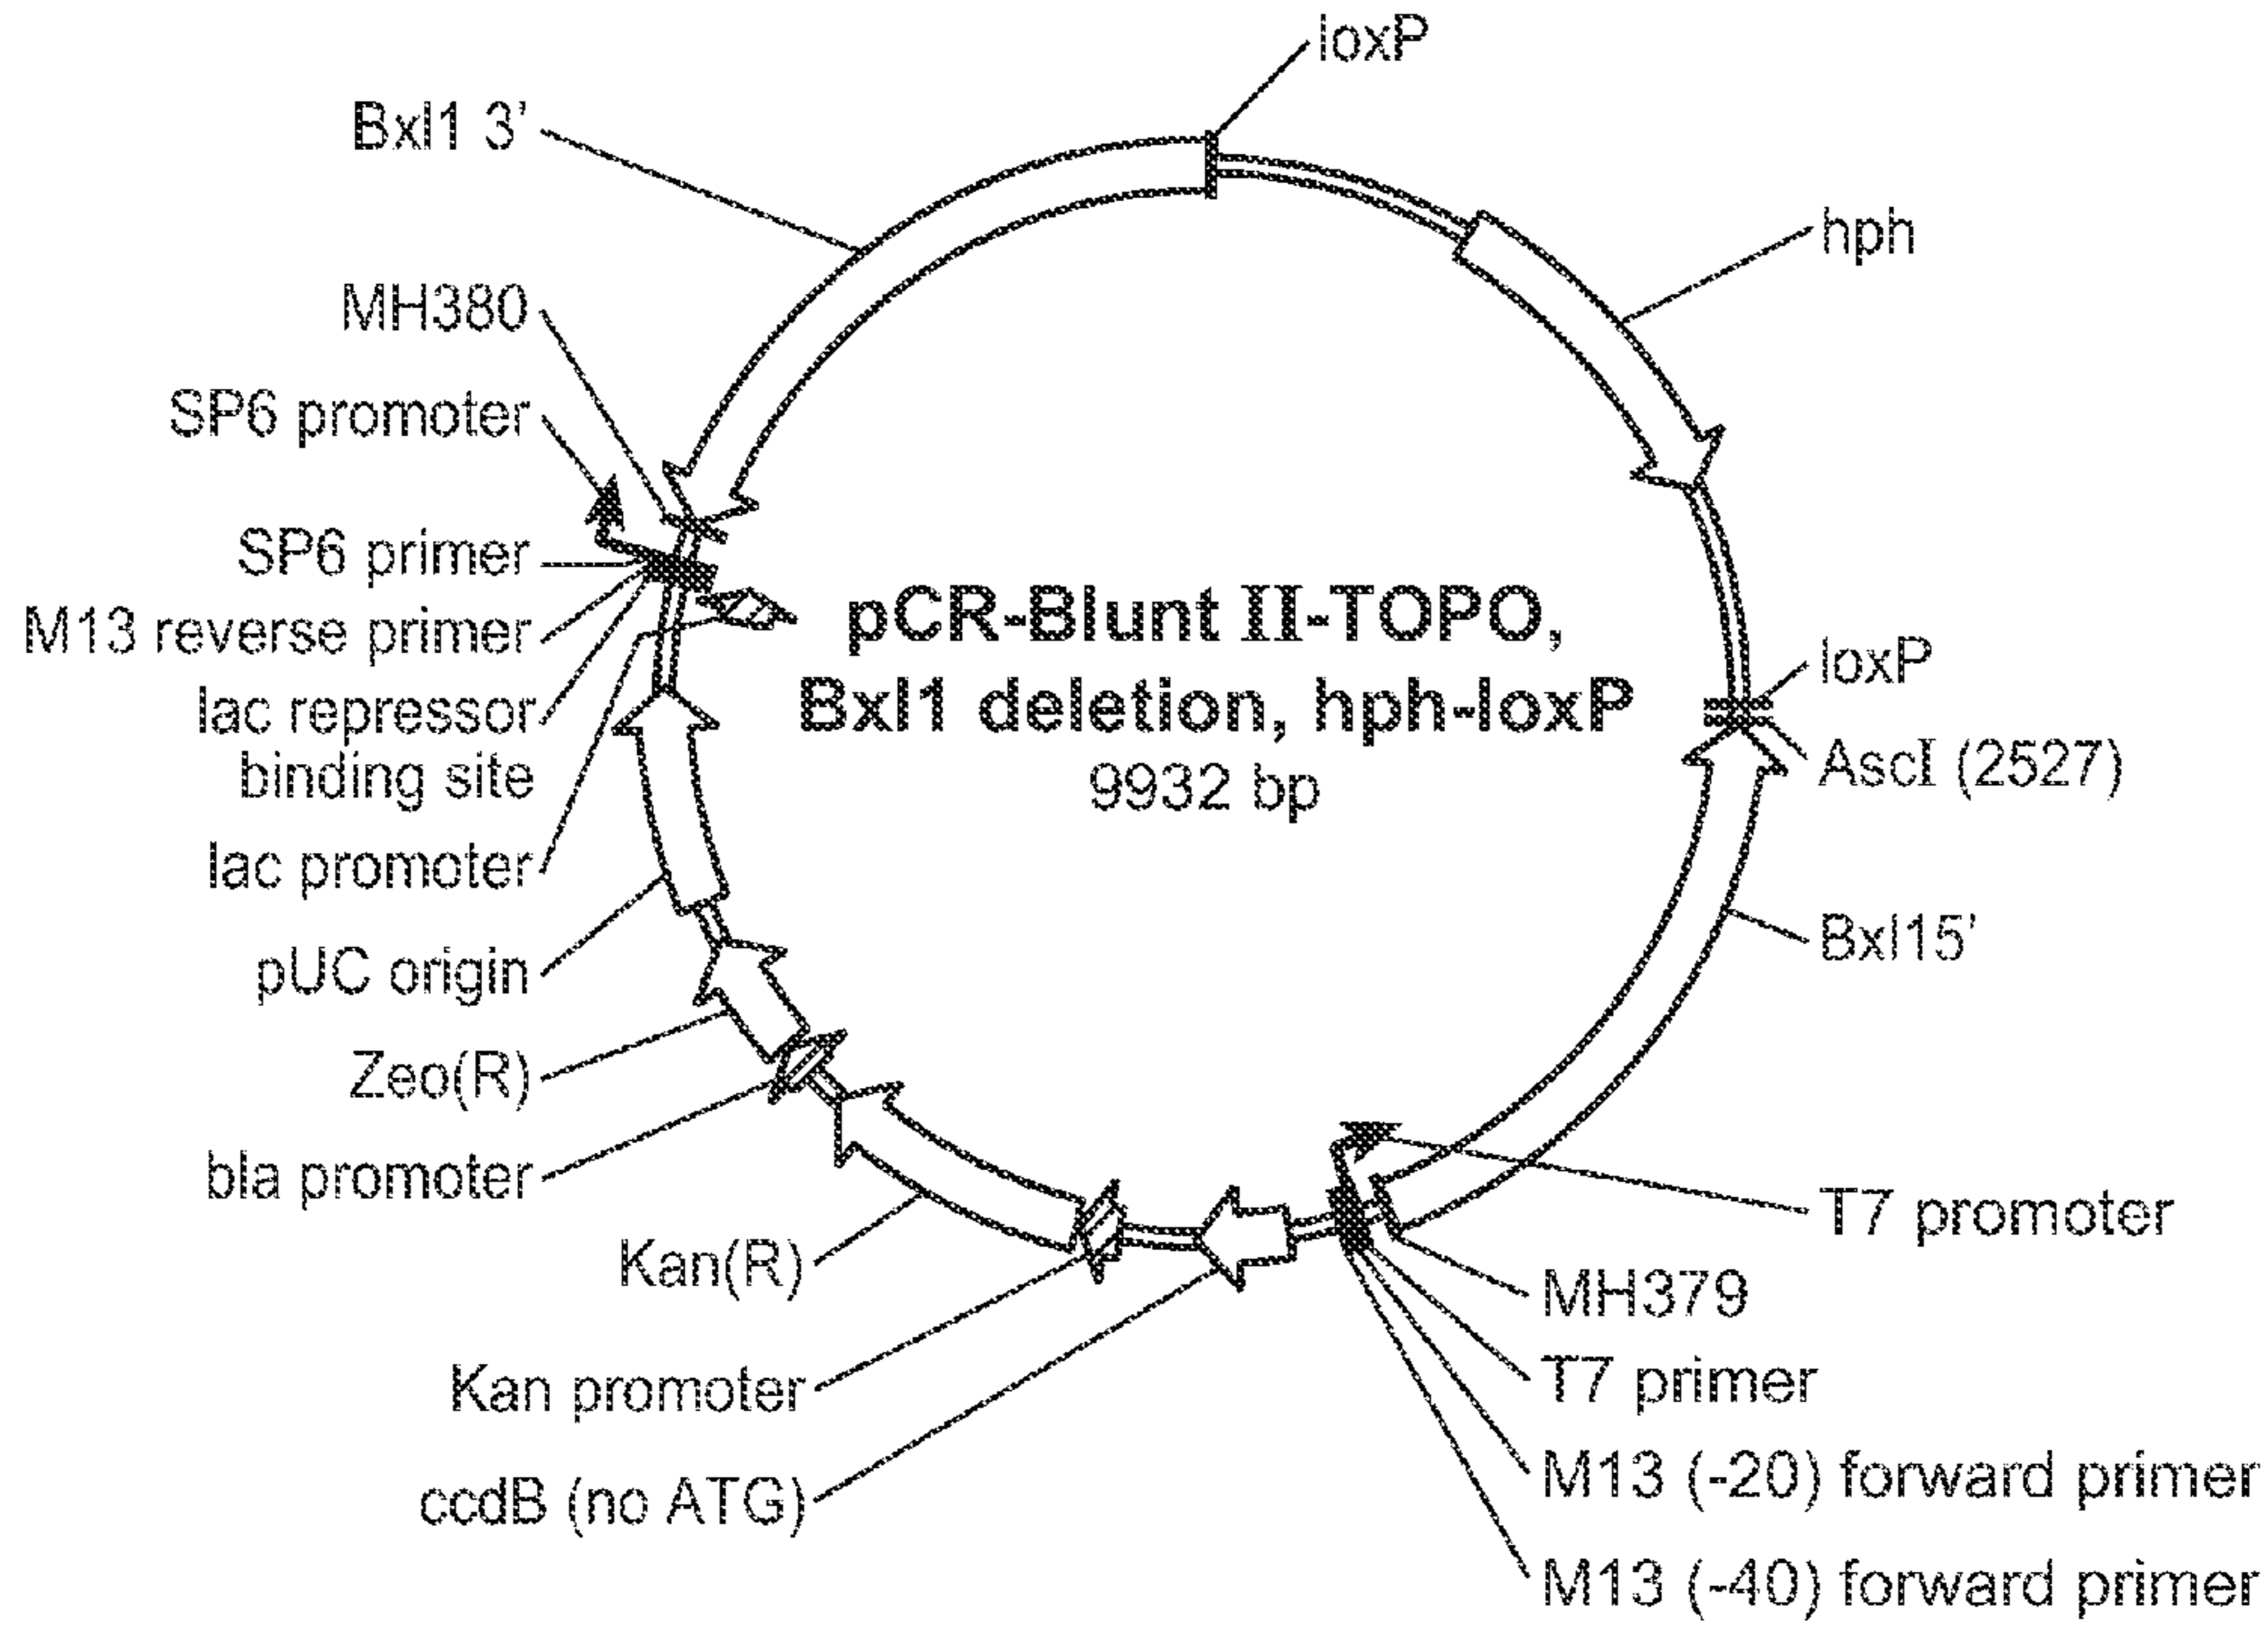 loxP
Bxl1 3'
hph
MH380
SP6 promoter
SP6 primer
M13 reverse primer
lac repressor
binding site
lac promoter
pUC origin
Zeo(R)
bla promoter
Kan(R)
Kan promoter
ccdB (no ATG)
pCR-Blunt II-TOPO,
Bxl1 deletion, hph-loxP
9932 bp
loxP
AscI (2527)
Bxl15'
T7 promoter
MH379
T7 primer
M13 (-20) forward primer
M13 (-40) forward primer